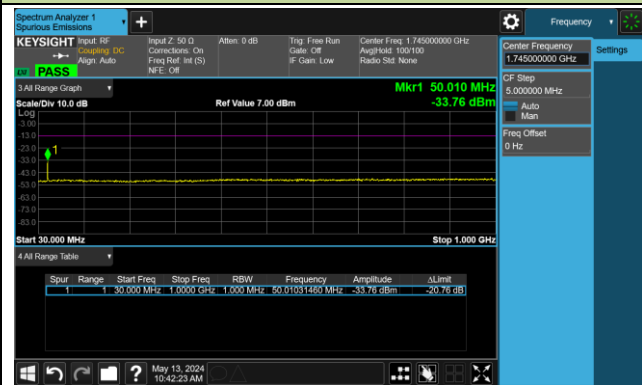 Spectrum Analyzer 1
Spurious Emissions
Frequency
KEYSIGHT
Input: RF
Coupling: DC
Align: Auto
Input Z: 50 Ω
Corrections: On
Freq Ref: Int (S)
NFE: Off
Atten: 0 dB
Trig: Free Run
Gate: Off
IF Gain: Low
Center Freq: 1.745000000 GHz
Avg|Hold: 100/100
Radio Std: None
PASS
Center Frequency
1.745000000 GHz
Settings
CF Step
5.000000 MHz
Auto
Man
Freq Offset
0 Hz
3 All Range Graph
Mkr1 50.010 MHz
Scale/Div 10.0 dB
Ref Value 7.00 dBm
-33.76 dBm
Log
-3.00
-13.0
-23.0
1
-33.0
-43.0
-53.0
-63.0
-73.0
-83.0
Start 30.000 MHz
Stop 1.000 GHz
4 All Range Table
Spur Range Start Freq Stop Freq RBW Frequency Amplitude ΔLimit
1 1 30.000 MHz 1.0000 GHz 1.000 MHz 50.01031460 MHz -33.76 dBm -20.76 dB
?
May 13, 2024
10:42:23 AM